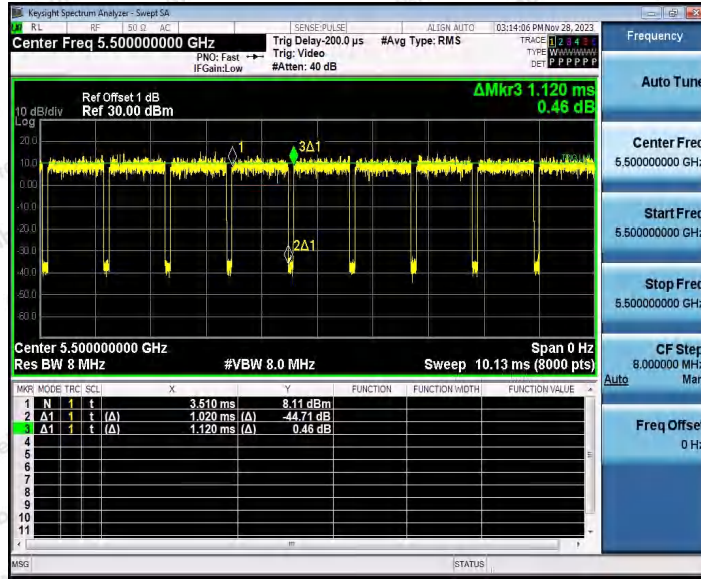 Keysight Spectrum Analyzer - Swept SA
RL RF 50 Ω AC SENSE:PULSE ALIGN AUTO 03:14:06 PM Nov 28, 2023
Center Freq 5.500000000 GHz
PNO: Fast
IFGain:Low
Trig Delay-200.0 µs
Trig: Video
#Atten: 40 dB
#Avg Type: RMS
TRACE 1 2 3 4 5 6
TYPE WWWWWW
DET P P P P P P
Ref Offset 1 dB
10 dB/div Ref 30.00 dBm
Log
ΔMkr3 1.120 ms
0.46 dB
20.0
10.0
0.00
-10.0
-20.0
-30.0
-40.0
-50.0
-60.0
1
3Δ1
2Δ1
Center 5.500000000 GHz Span 0 Hz
Res BW 8 MHz #VBW 8.0 MHz Sweep 10.13 ms (8000 pts)
MKR MODE TRC SCL X Y FUNCTION FUNCTION WIDTH FUNCTION VALUE
1 N 1 t 3.510 ms 8.11 dBm
2 Δ1 1 t (Δ) 1.020 ms (Δ) -44.71 dB
3 Δ1 1 t (Δ) 1.120 ms (Δ) 0.46 dB
4
5
6
7
8
9
10
11
MSG STATUS
Frequency
Auto Tune
Center Freq
5.500000000 GHz
Start Freq
5.500000000 GHz
Stop Freq
5.500000000 GHz
CF Step
8.000000 MHz
Auto Man
Freq Offset
0 Hz